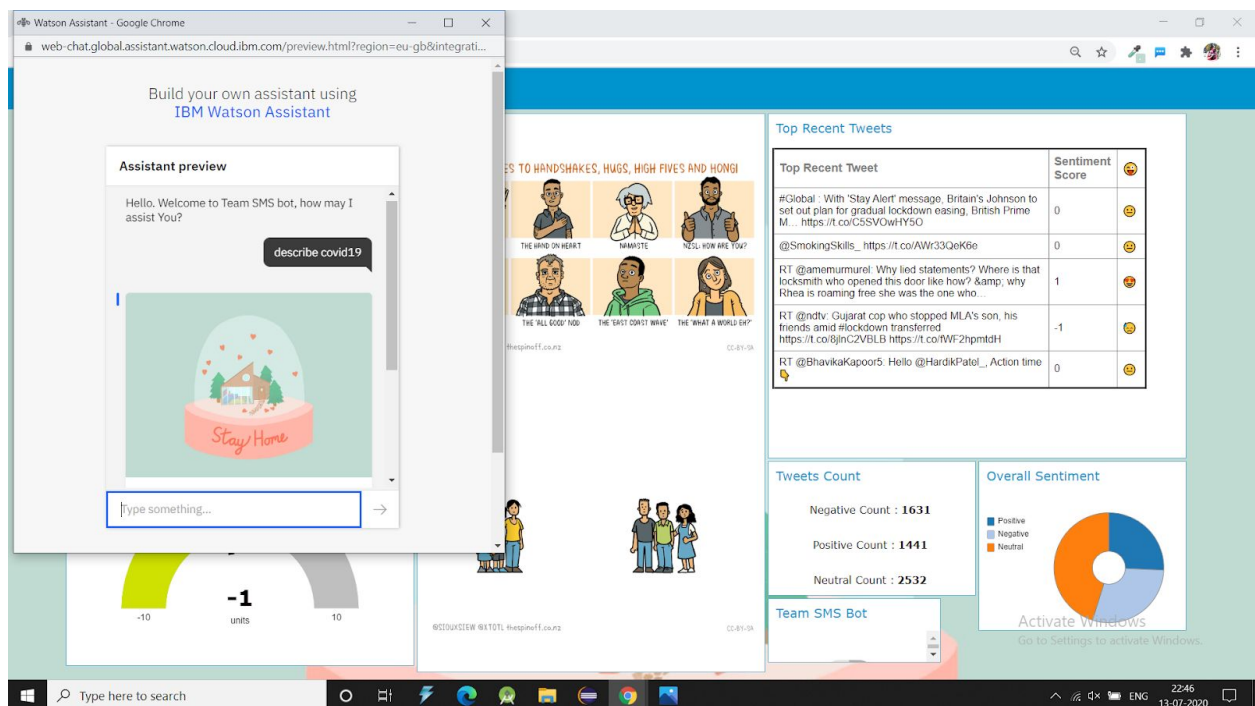 Watson Assistant - Google Chrome
web-chat.global.assistant.watson.cloud.ibm.com/preview.html?region=eu-gb&integrati...
Build your own assistant using
IBM Watson Assistant
Assistant preview
Hello. Welcome to Team SMS bot, how may I
assist You?
describe covid19
Stay Home
Type something...
-1
-10
units
10
TO HANDSHAKES, HUGS, HIGH FIVES AND HONGI
THE HAND ON HEART
NAMASTE
NZSL: HOW ARE YOU?
THE 'ALL GOOD' NOD
THE 'EAST COAST WAVE'
THE 'WHAT A WORLD EH?'
thespinoff.co.nz
CC-BY-SA
@SIOUXSIEW @XTOTL thespinoff.co.nz
CC-BY-SA
Top Recent Tweets
Top Recent Tweet
Sentiment
Score
#Global : With 'Stay Alert' message, Britain's Johnson to
set out plan for gradual lockdown easing, British Prime
M... https://t.co/C5SVOwHY5O
0
@SmokingSkills_ https://t.co/AWr33QeK6e
0
RT @amemurmurel: Why lied statements? Where is that
locksmith who opened this door like how? &amp; why
Rhea is roaming free she was the one who...
1
RT @ndtv: Gujarat cop who stopped MLA's son, his
friends amid #lockdown transferred
https://t.co/8jlnC2VBLB https://t.co/fWF2hpmtdH
-1
RT @BhavikaKapoor5: Hello @HardikPatel_, Action time
0
Tweets Count
Negative Count : 1631
Positive Count : 1441
Neutral Count : 2532
Overall Sentiment
Positive
Negative
Neutral
Team SMS Bot
Activate Windows
Go to Settings to activate Windows.
Type here to search
ENG
22:46
13-07-2020